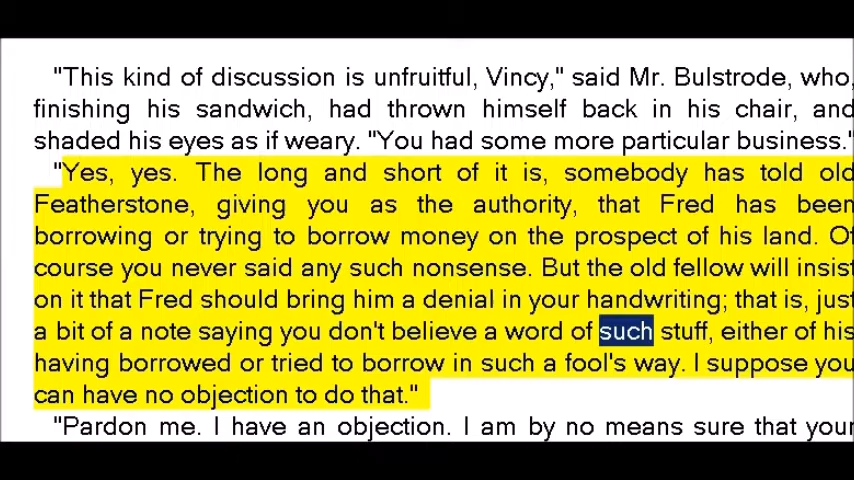 "This kind of discussion is unfruitful, Vincy," said Mr. Bulstrode, who,
finishing his sandwich, had thrown himself back in his chair, and
shaded his eyes as if weary. "You had some more particular business."
"Yes, yes. The long and short of it is, somebody has told old
Featherstone, giving you as the authority, that Fred has been
borrowing or trying to borrow money on the prospect of his land. Of
course you never said any such nonsense. But the old fellow will insist
on it that Fred should bring him a denial in your handwriting; that is, just
a bit of a note saying you don't believe a word of such stuff, either of his
having borrowed or tried to borrow in such a fool's way. I suppose you
can have no objection to do that."
"Pardon me. I have an objection. I am by no means sure that your